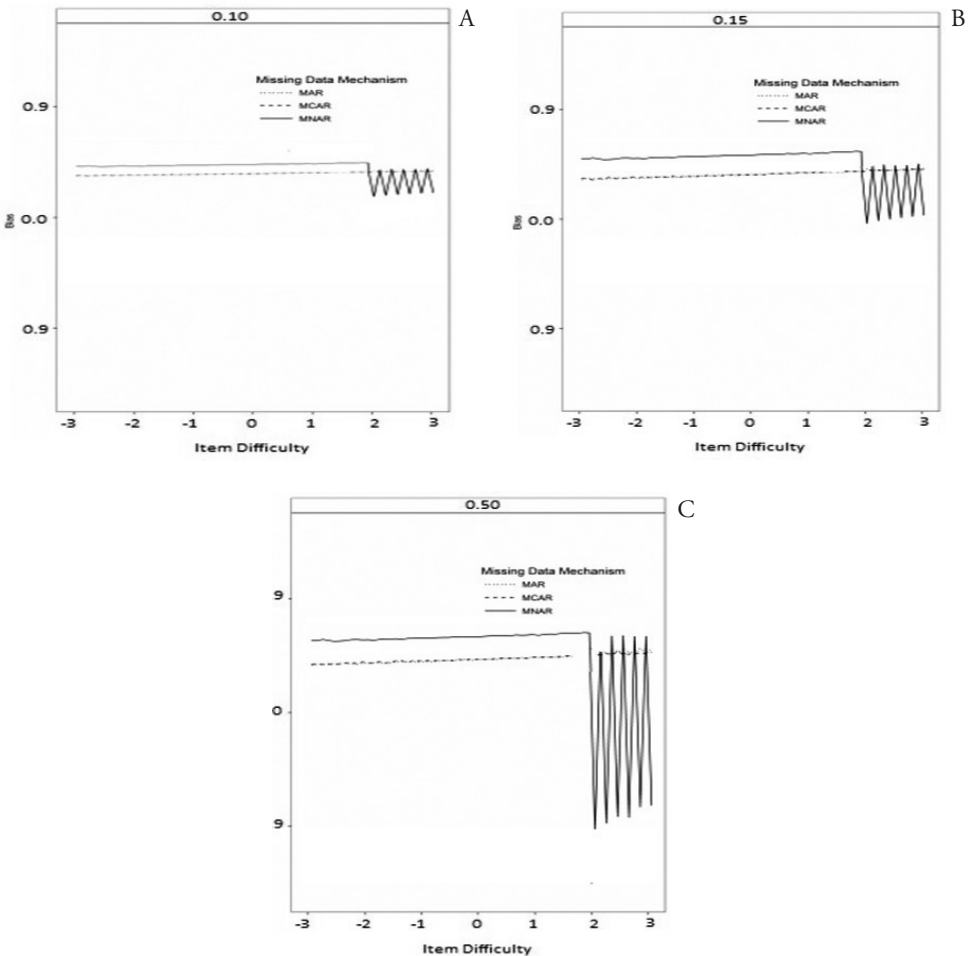 0.10
A
Missing Data Mechanism
MAR
MCAR
MNAR
0.9
0.0
0.9
Bias
-3
-2
-1
0
1
2
3
Item Difficulty
0.15
B
Missing Data Mechanism
MAR
MCAR
MNAR
0.9
0.0
0.9
Bias
-3
-2
-1
0
1
2
3
Item Difficulty
0.50
C
Missing Data Mechanism
MAR
MCAR
MNAR
9
0
9
-3
-2
-1
0
1
2
3
Item Difficulty